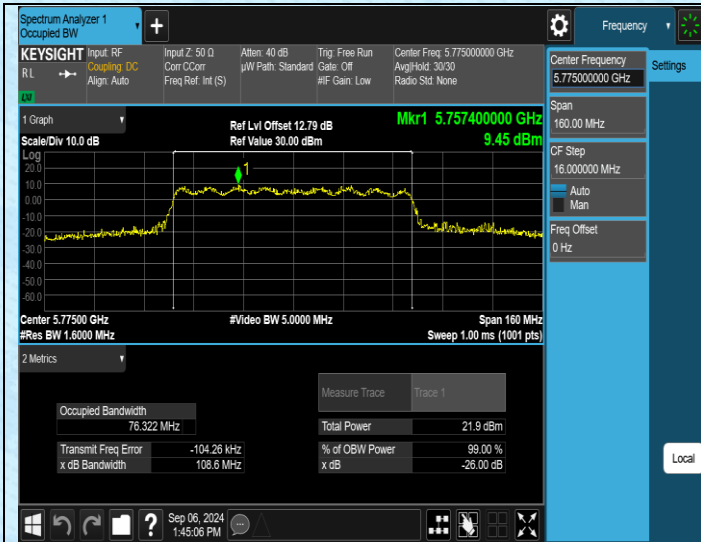 Spectrum Analyzer 1
Occupied BW
Frequency
KEYSIGHT
RL
LU
Input: RF
Coupling: DC
Align: Auto
Input Z: 50 Ω
Corr CCorr
Freq Ref: Int (S)
Atten: 40 dB
µW Path: Standard
Trig: Free Run
Gate: Off
#IF Gain: Low
Center Freq: 5.775000000 GHz
Avg|Hold: 30/30
Radio Std: None
1 Graph
Scale/Div 10.0 dB
Ref Lvl Offset 12.79 dB
Ref Value 30.00 dBm
Mkr1 5.757400000 GHz
9.45 dBm
Log
20.0
10.0
0.00
-10.0
-20.0
-30.0
-40.0
-50.0
-60.0
1
Center 5.77500 GHz
#Video BW 5.0000 MHz
Span 160 MHz
#Res BW 1.6000 MHz
Sweep 1.00 ms (1001 pts)
2 Metrics
Measure Trace
Trace 1
Occupied Bandwidth
76.322 MHz
Total Power
21.9 dBm
Transmit Freq Error
-104.26 kHz
% of OBW Power
99.00 %
x dB Bandwidth
108.6 MHz
x dB
-26.00 dB
Center Frequency
5.775000000 GHz
Settings
Span
160.00 MHz
CF Step
16.000000 MHz
Auto
Man
Freq Offset
0 Hz
Local
?
Sep 06, 2024
1:45:06 PM